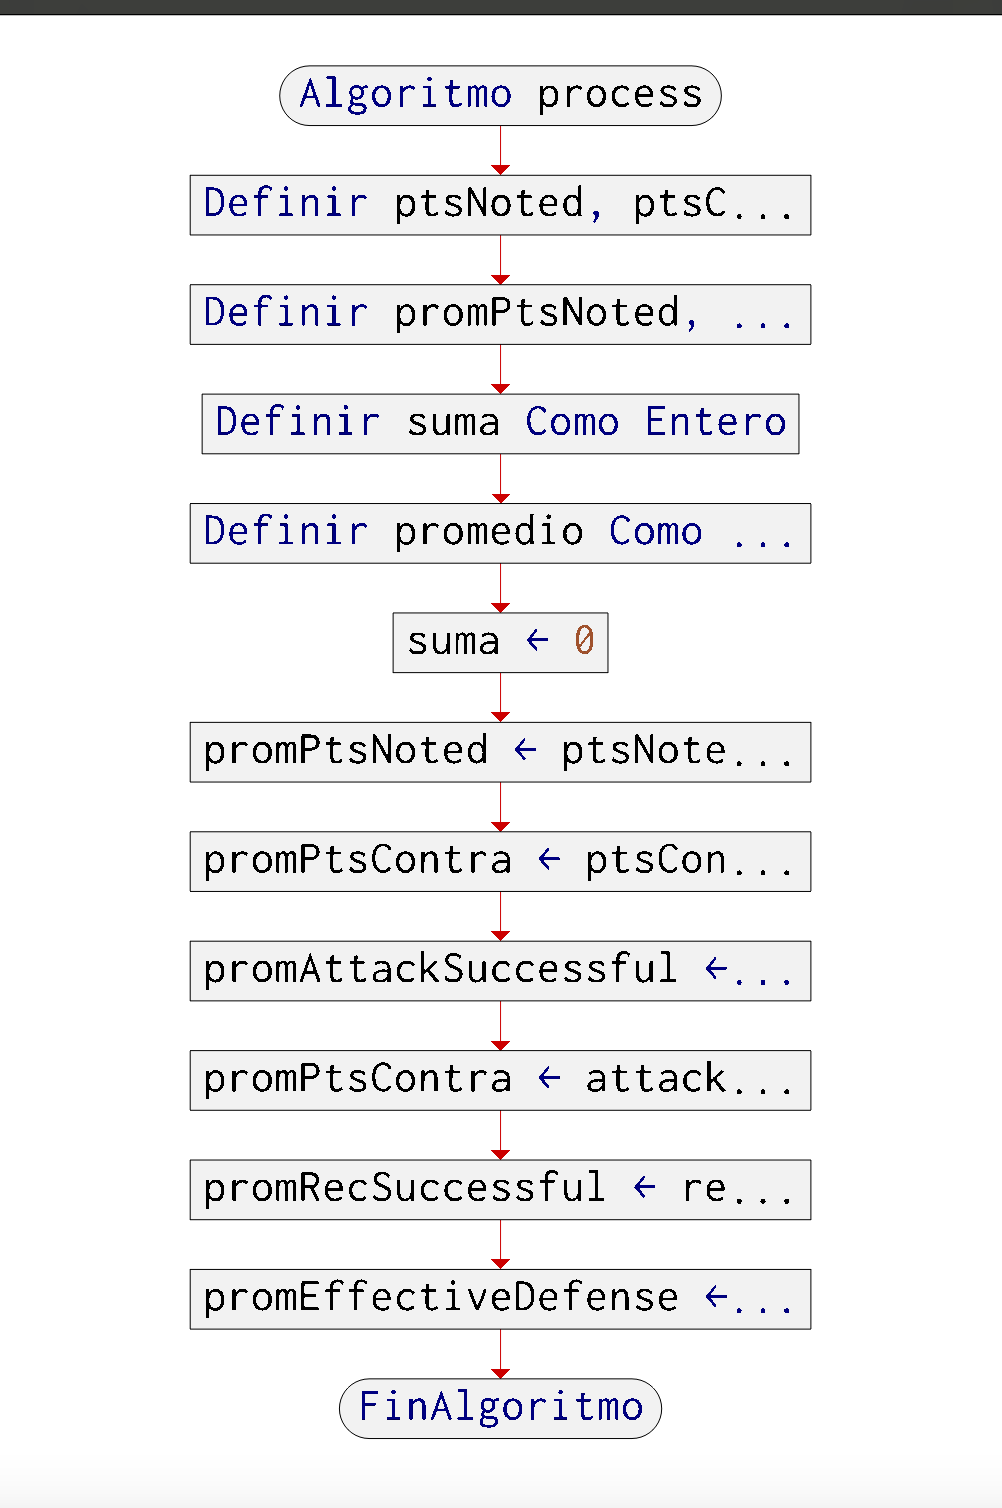 Algoritmo process
Definir ptsNoted, ptsC...
Definir promPtsNoted, ...
Definir suma Como Entero
Definir promedio Como ...
suma ← 0
promPtsNoted ← ptsNote...
promPtsContra ← ptsCon...
promAttackSuccessful ←...
promPtsContra ← attack...
promRecSuccessful ← re...
promEffectiveDefense ←...
FinAlgoritmo